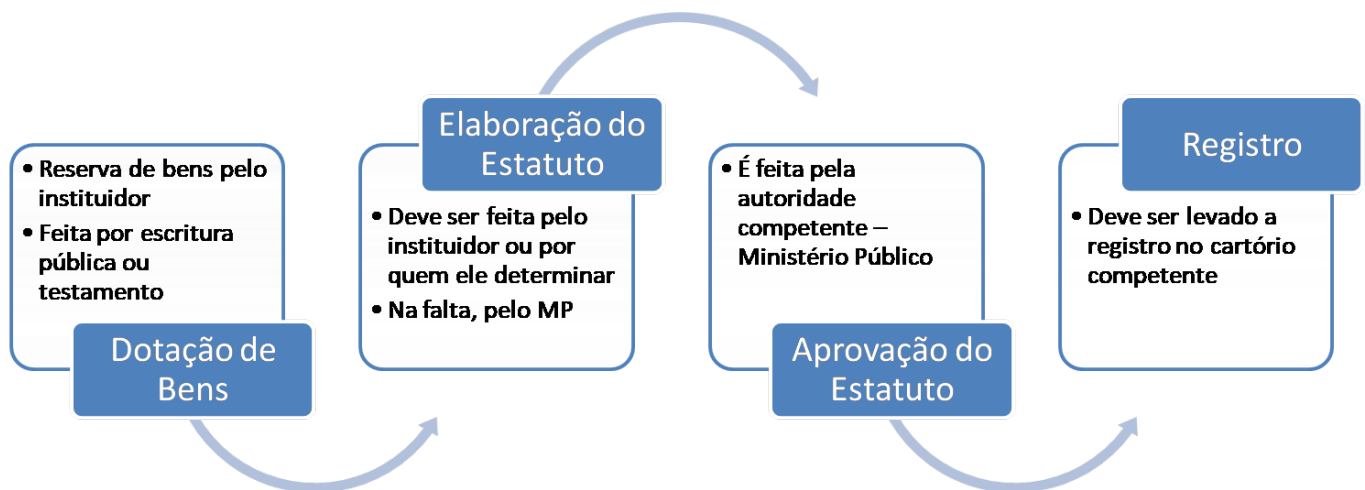 • Reserva de bens pelo
instituidor
• Feita por escritura
pública ou
testamento
Dotação de
Bens
Elaboração do
Estatuto
• Deve ser feita pelo
instituidor ou por
quem ele determinar
• Na falta, pelo MP
• É feita pela
autoridade
competente –
Ministério Público
Aprovação do
Estatuto
Registro
• Deve ser levado a
registro no cartório
competente